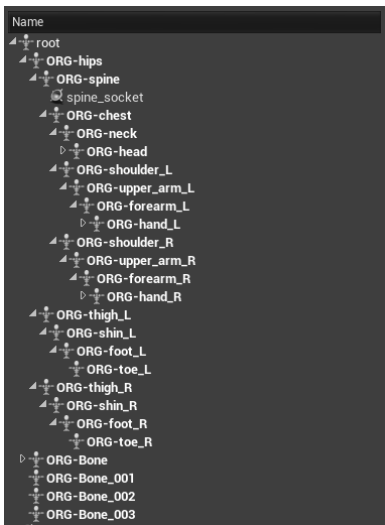 Name
root
ORG-hips
ORG-spine
spine_socket
ORG-chest
ORG-neck
ORG-head
ORG-shoulder_L
ORG-upper_arm_L
ORG-forearm_L
ORG-hand_L
ORG-shoulder_R
ORG-upper_arm_R
ORG-forearm_R
ORG-hand_R
ORG-thigh_L
ORG-shin_L
ORG-foot_L
ORG-toe_L
ORG-thigh_R
ORG-shin_R
ORG-foot_R
ORG-toe_R
ORG-Bone
ORG-Bone_001
ORG-Bone_002
ORG-Bone_003